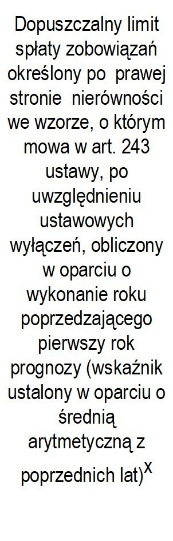 Dopuszczalny limit
spłaty zobowiązań
określony po prawej
stronie nierówności
we wzorze, o którym
mowa w art. 243
ustawy, po
uwzględnieniu
ustawowych
wyłączeń, obliczony
w oparciu o
wykonanie roku
poprzedzającego
pierwszy rok
prognozy (wskaźnik
ustalony w oparciu o
średnią
arytmetyczną z
poprzednich lat)X